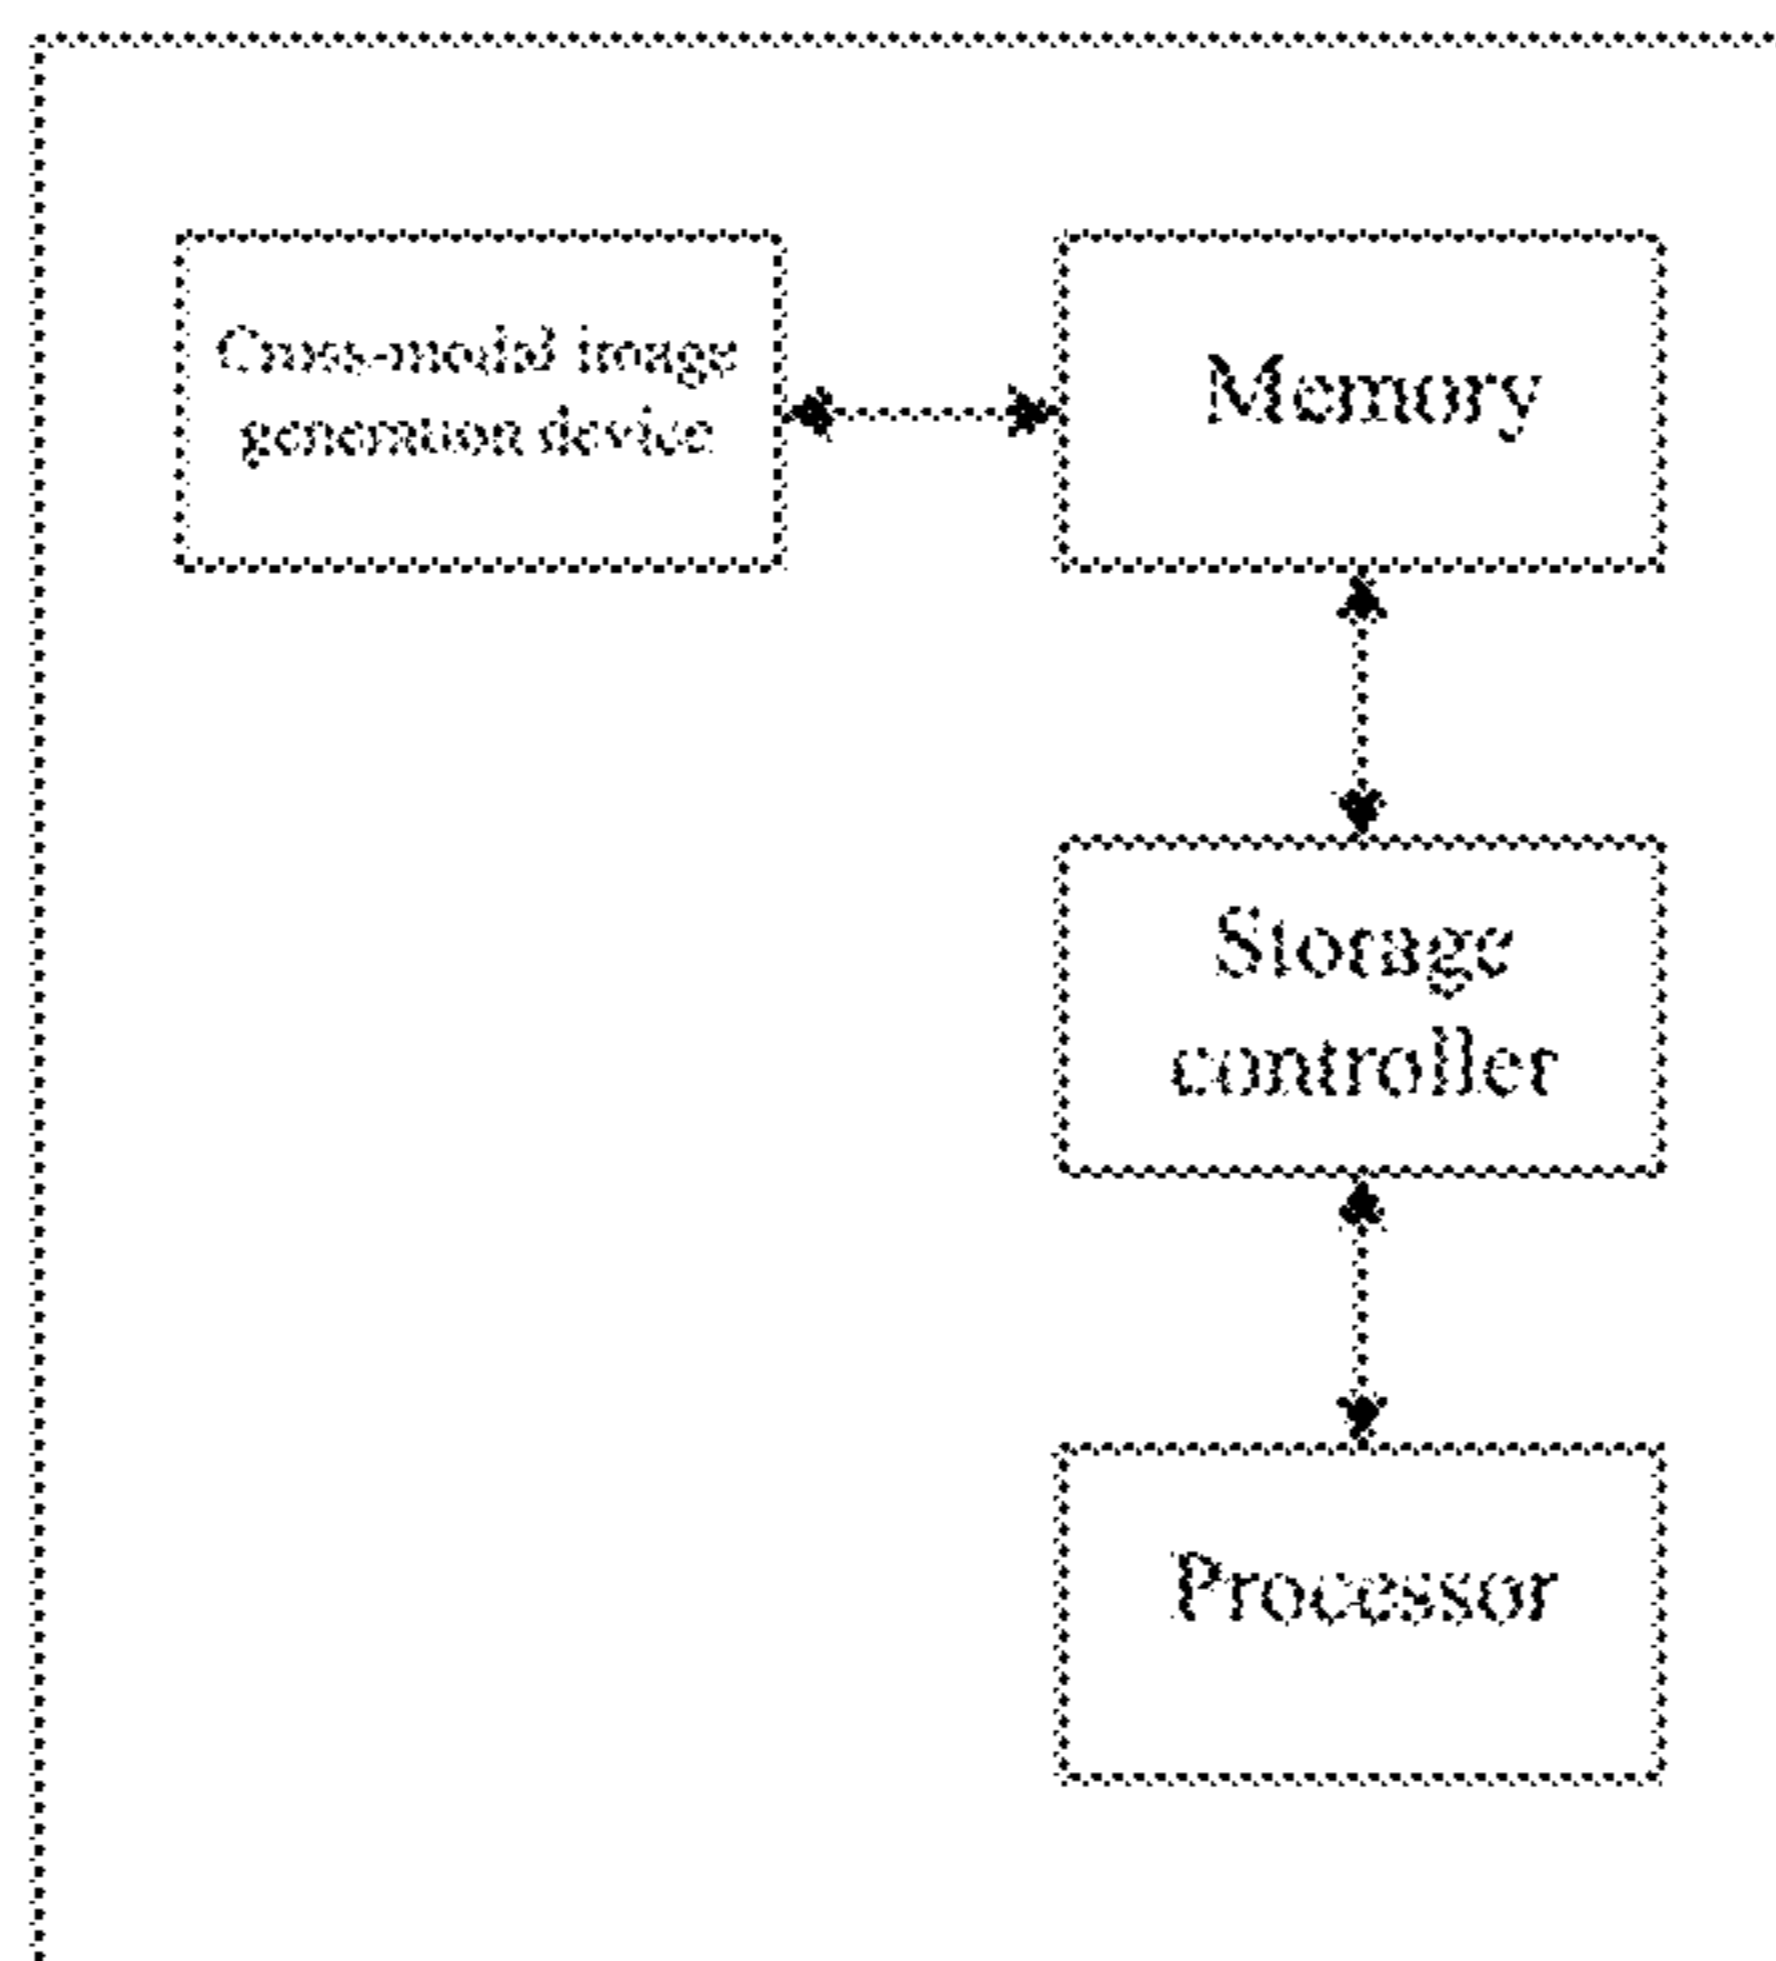 Cross-modal image
generation device
Memory
Storage
controller
Processor